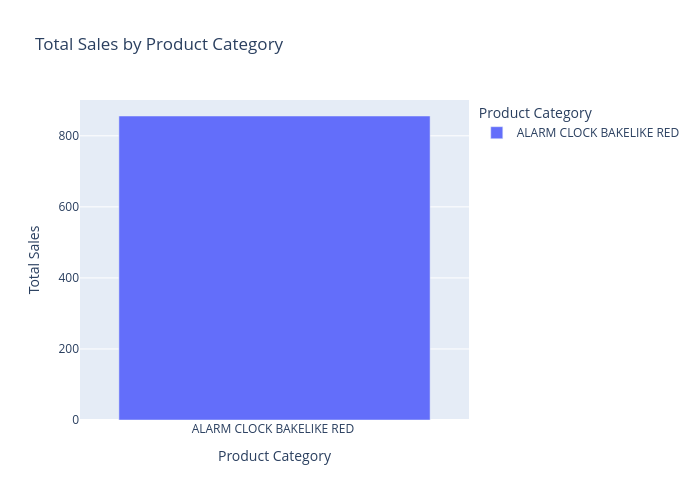 Total Sales by Product Category
Product Category
ALARM CLOCK BAKELIKE RED
Total Sales
800
600
400
200
0
ALARM CLOCK BAKELIKE RED
Product Category